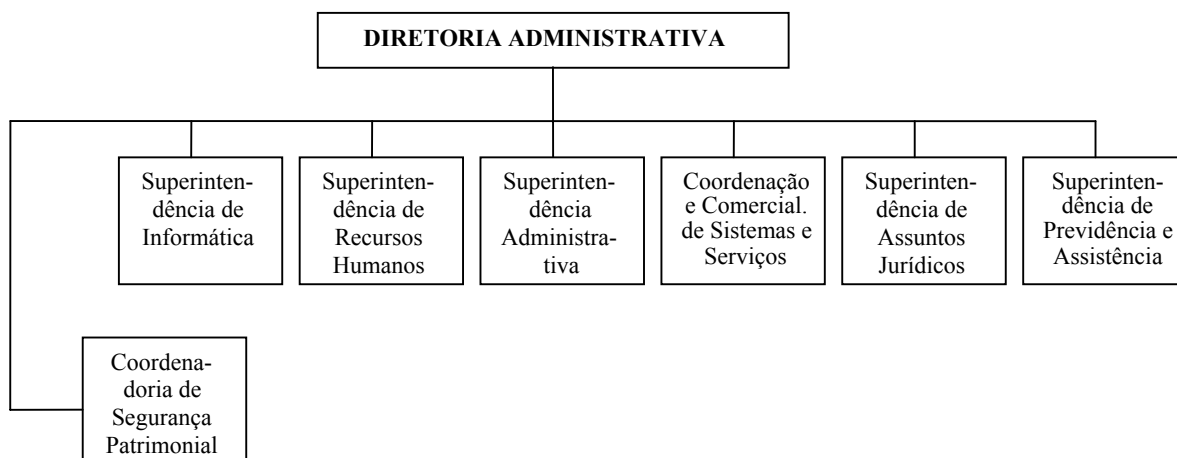 DIRETORIA ADMINISTRATIVA
Superinten-
dência de
Informática
Superinten-
dência de
Recursos
Humanos
Superinten-
dência
Administra-
tiva
Coordenação
e Comercial.
de Sistemas e
Serviços
Superinten-
dência de
Assuntos
Jurídicos
Superinten-
dência de
Previdência e
Assistência
Coordena-
doria de
Segurança
Patrimonial